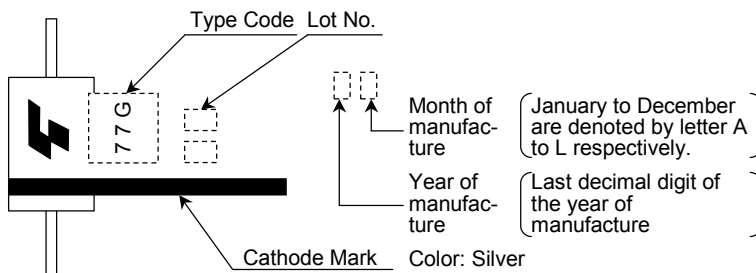 Type Code
Lot No.
77G
Month of
manufac-
ture
January to December
are denoted by letter A
to L respectively.
Year of
manufac-
ture
Last decimal digit of
the year of
manufacture
Cathode Mark
Color: Silver